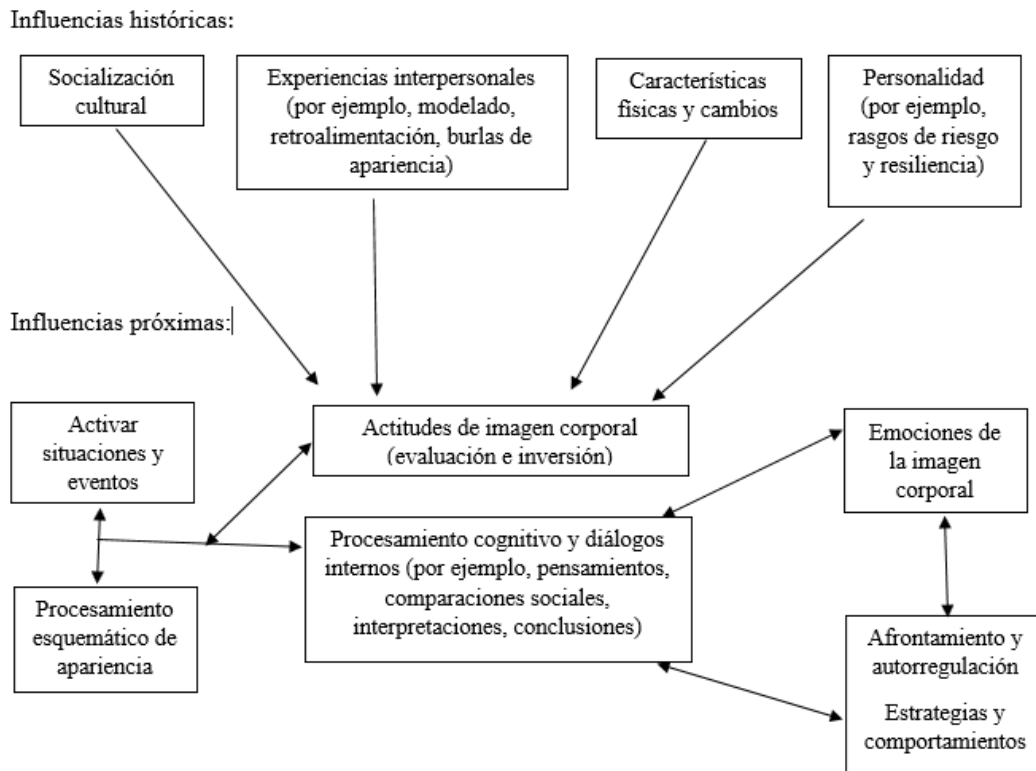 Influencias históricas:
Socialización
cultural
Experiencias interpersonales
(por ejemplo, modelado,
retroalimentación, burlas de
apariencia)
Características
físicas y cambios
Personalidad
(por ejemplo,
rasgos de riesgo
y resiliencia)
Influencias próximas:
Activar
situaciones y
eventos
Actitudes de imagen corporal
(evaluación e inversión)
Emociones de
la imagen
corporal
Procesamiento cognitivo y diálogos
internos (por ejemplo, pensamientos,
comparaciones sociales,
interpretaciones, conclusiones)
Procesamiento
esquemático de
apariencia
Afrontamiento y
autorregulación
Estrategias y
comportamientos